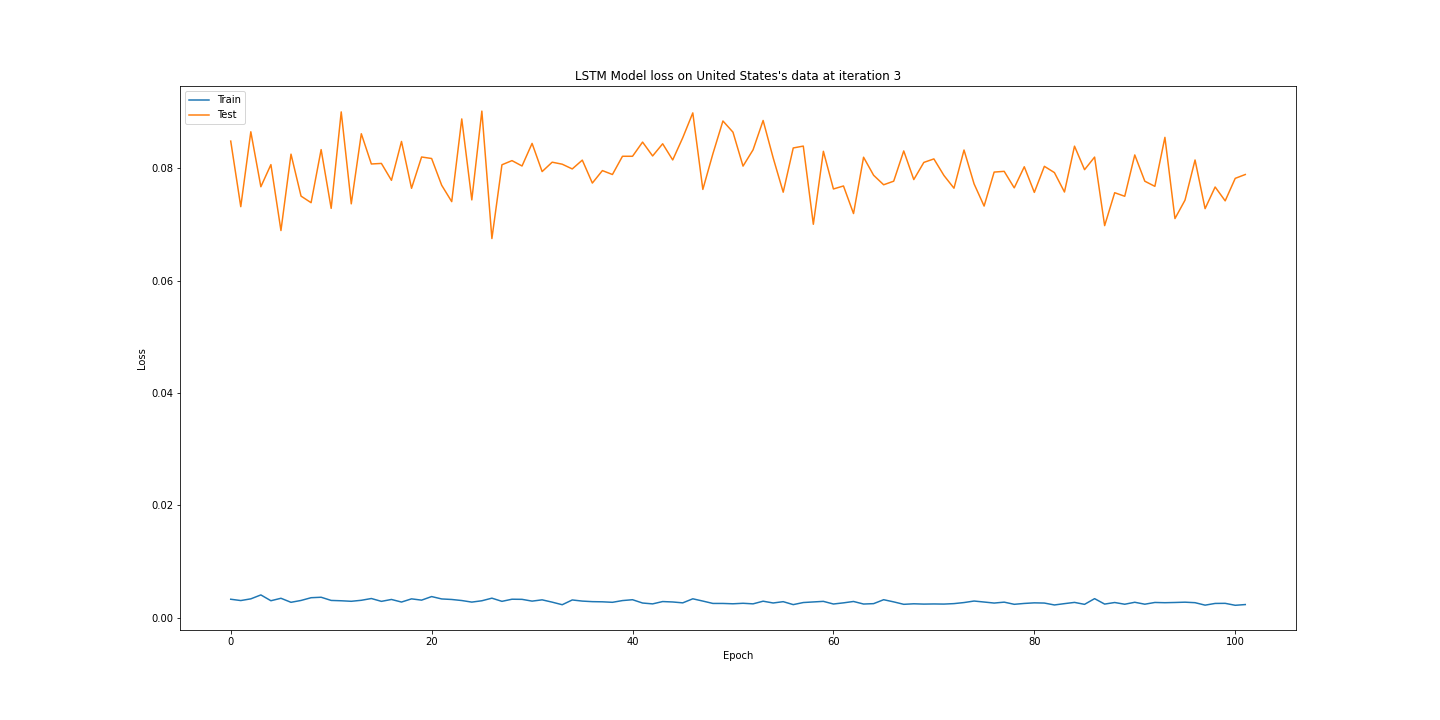 LSTM Model loss on United States's data at iteration 3
Train
Test
0.08
0.06
0.04
0.02
0.00
Loss
0 20 40 60 80 100
Epoch